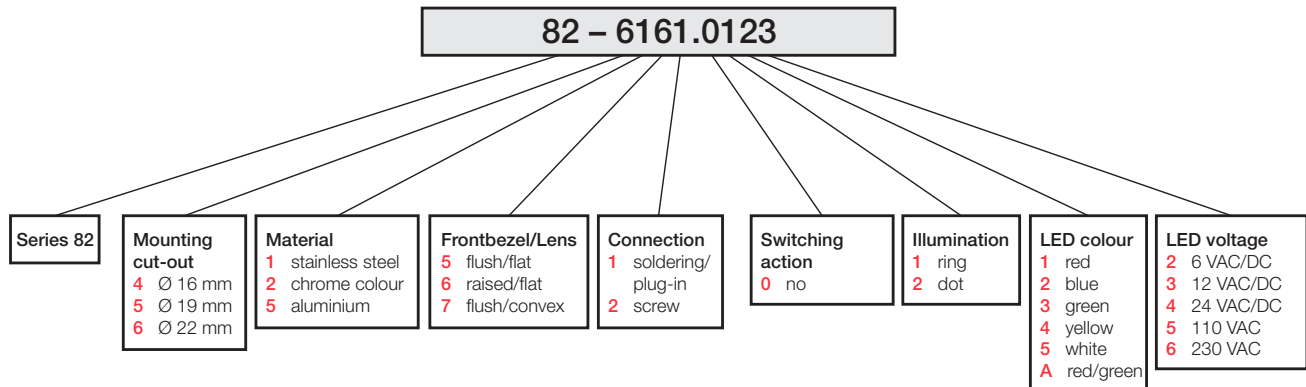 82 – 6161.0123
Series 82
Mounting
cut-out
4 Ø 16 mm
5 Ø 19 mm
6 Ø 22 mm
Material
1 stainless steel
2 chrome colour
5 aluminium
Frontbezel/Lens
5 flush/flat
6 raised/flat
7 flush/convex
Connection
1 soldering/
plug-in
2 screw
Switching
action
0 no
Illumination
1 ring
2 dot
LED colour
1 red
2 blue
3 green
4 yellow
5 white
A red/green
LED voltage
2 6 VAC/DC
3 12 VAC/DC
4 24 VAC/DC
5 110 VAC
6 230 VAC